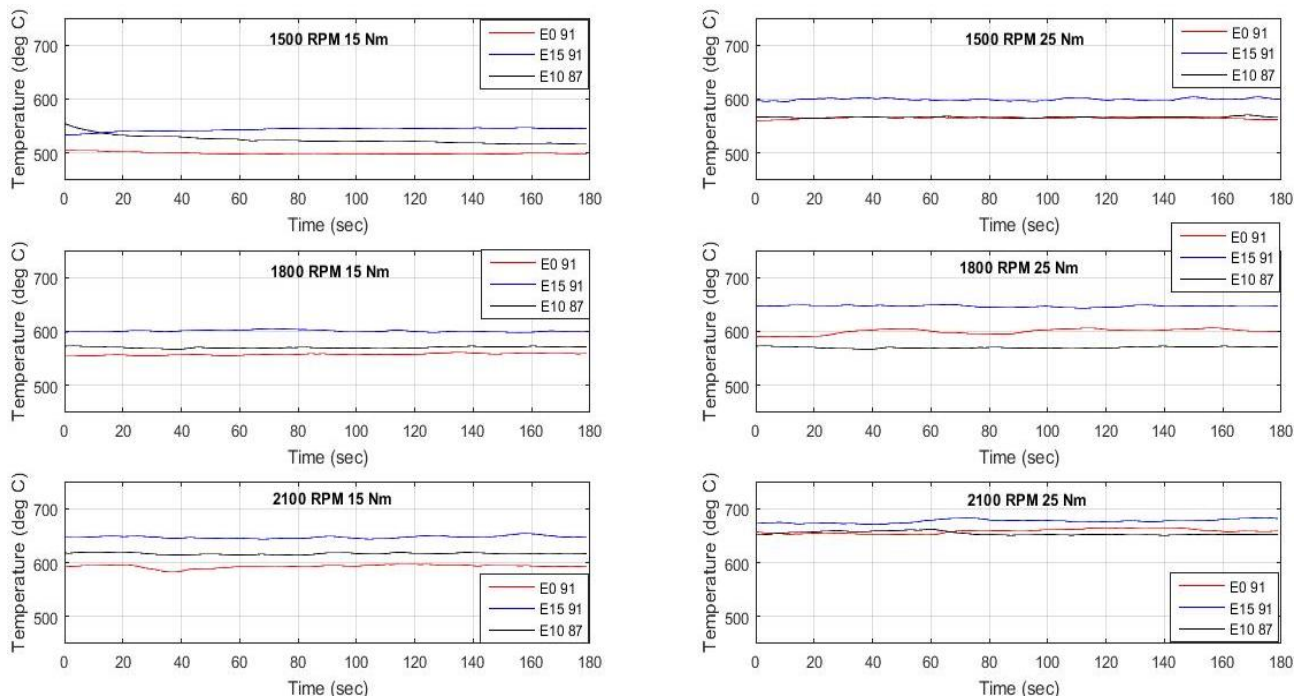 1500 RPM 15 Nm
E0 91
E15 91
E10 87
Temperature (deg C)
700
600
500
0 20 40 60 80 100 120 140 160 180
Time (sec)
1500 RPM 25 Nm
E0 91
E15 91
E10 87
Temperature (deg C)
700
600
500
0 20 40 60 80 100 120 140 160 180
Time (sec)
1800 RPM 15 Nm
E0 91
E15 91
E10 87
Temperature (deg C)
700
600
500
0 20 40 60 80 100 120 140 160 180
Time (sec)
1800 RPM 25 Nm
E0 91
E15 91
E10 87
Temperature (deg C)
700
600
500
0 20 40 60 80 100 120 140 160 180
Time (sec)
2100 RPM 15 Nm
E0 91
E15 91
E10 87
Temperature (deg C)
700
600
500
0 20 40 60 80 100 120 140 160 180
Time (sec)
2100 RPM 25 Nm
E0 91
E15 91
E10 87
Temperature (deg C)
700
600
500
0 20 40 60 80 100 120 140 160 180
Time (sec)